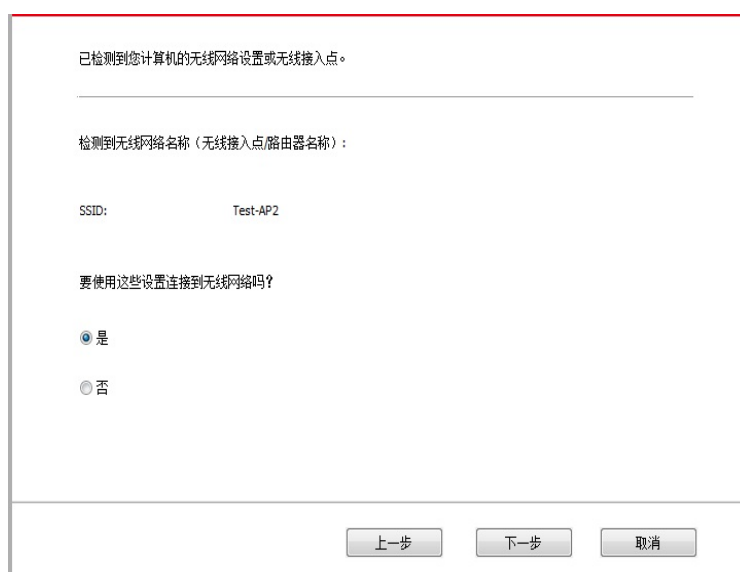 已检测到您计算机的无线网络设置或无线接入点。
检测到无线网络名称（无线接入点/路由器名称）:
SSID: Test-AP2
要使用这些设置连接到无线网络吗?
是
否
上一步 下一步 取消